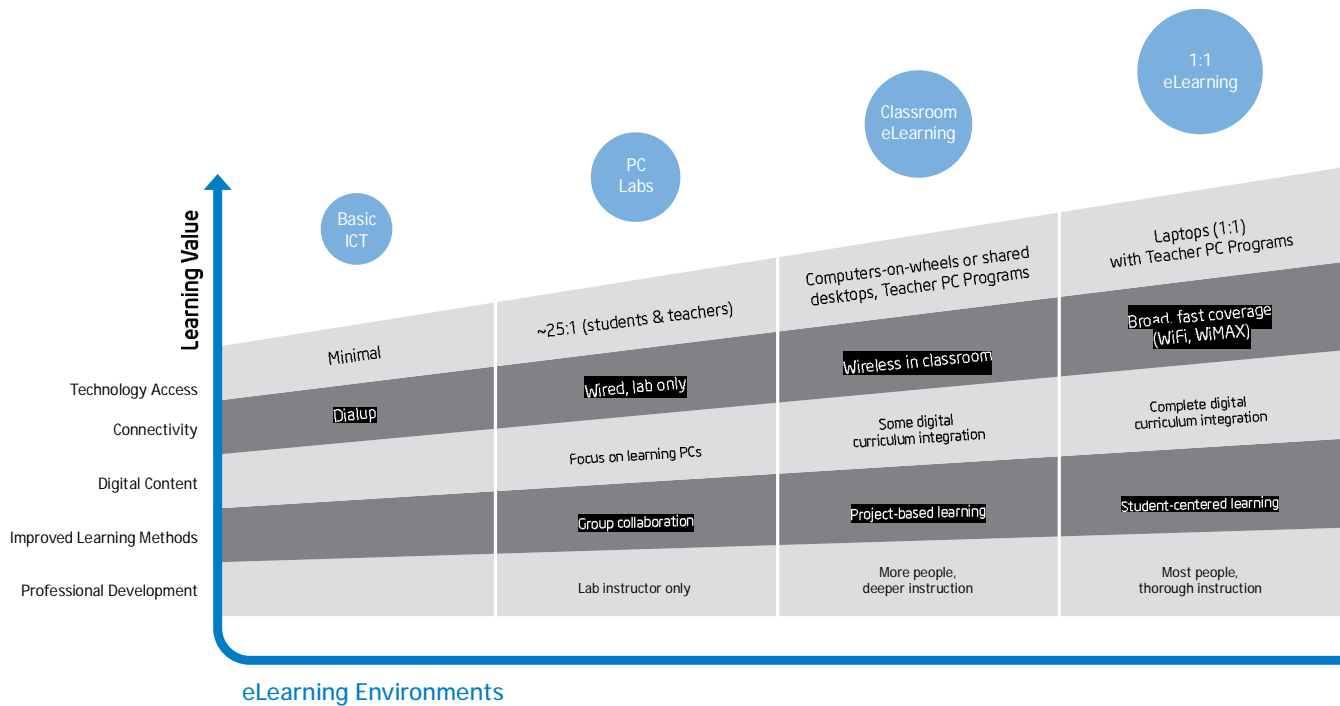 1:1
eLearning
Classroom
eLearning
PC
Labs
Basic
ICT
Learning Value
Technology Access
Minimal
~25:1 (students & teachers)
Computers-on-wheels or shared
desktops, Teacher PC Programs
Laptops (1:1)
with Teacher PC Programs
Connectivity
Dialup
Wired, lab only
Wireless in classroom
Broad, fast coverage
(WiFi, WiMAX)
Digital Content
Focus on learning PCs
Some digital
curriculum integration
Complete digital
curriculum integration
Improved Learning Methods
Group collaboration
Project-based learning
Student-centered learning
Professional Development
Lab instructor only
More people,
deeper instruction
Most people,
thorough instruction
eLearning Environments